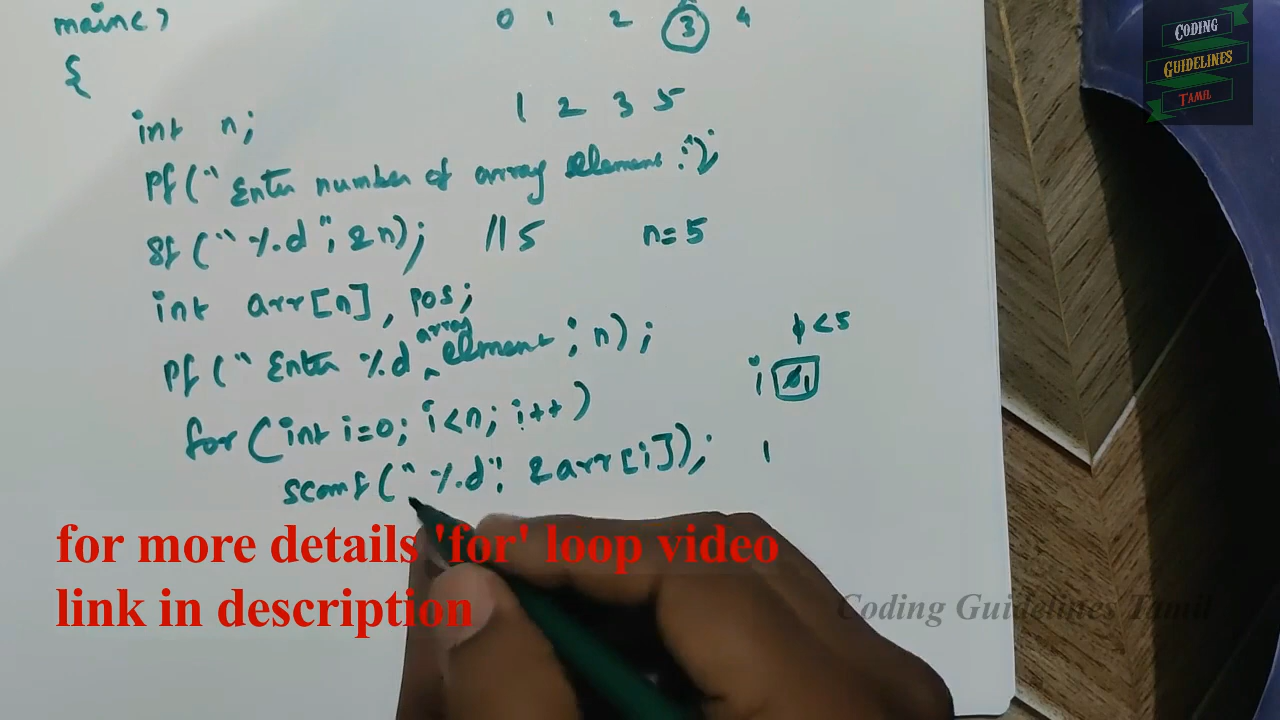 main()
0 1 2 3 4
{
1 2 3 5
int n;
Pf(" Enter number of array element :");
Sf(" %d", &n); // 5
n=5
int arr[n], pos;
array
Pf(" Enter %d ^ element ", n);
for(int i=0; i<n; i++)
scanf(" %d", &arr[i]);
<5
i
1
for more details 'for' loop video
link in description
Coding Guidelines Tamil
CODING
GUIDELINES
TAMIL